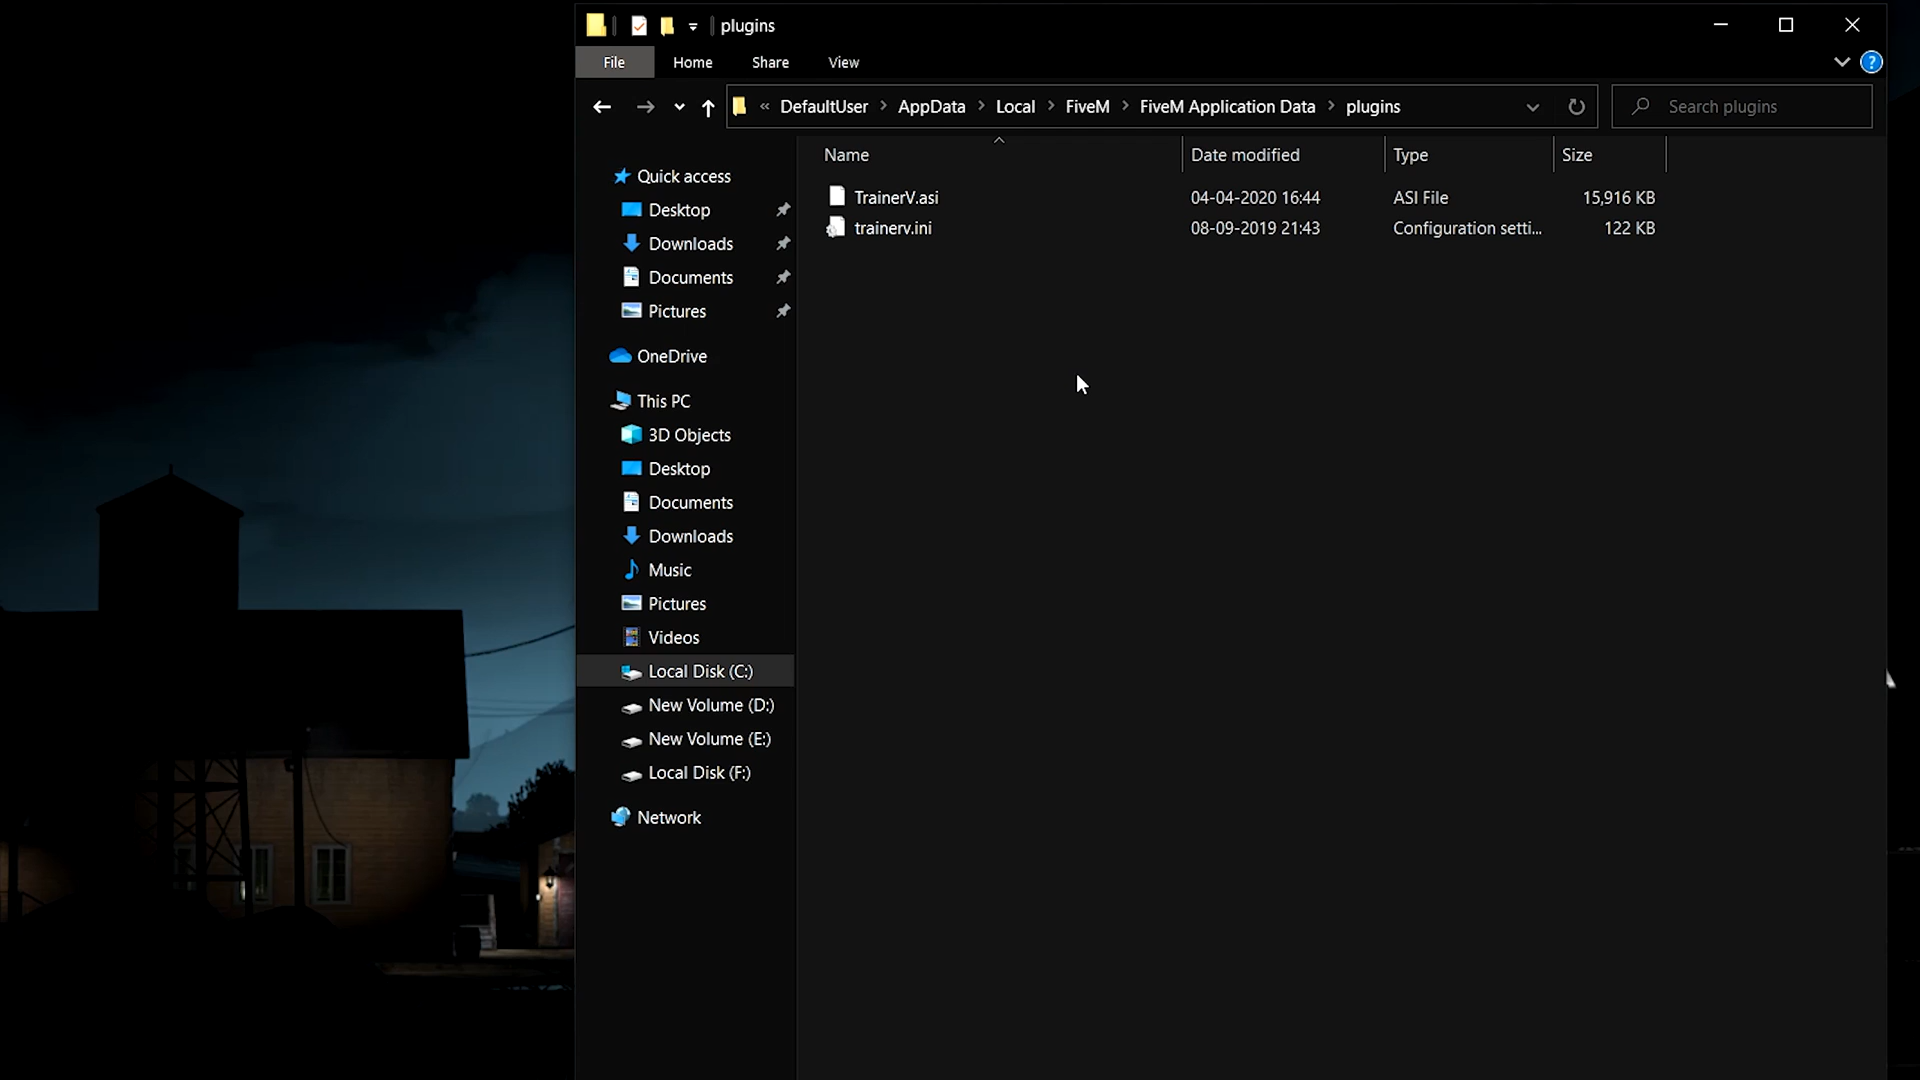 plugins
File Home Share View
« DefaultUser > AppData > Local > FiveM > FiveM Application Data > plugins
Search plugins
Name Date modified Type Size
TrainerV.asi 04-04-2020 16:44 ASI File 15,916 KB
trainerv.ini 08-09-2019 21:43 Configuration setti... 122 KB
Quick access
Desktop
Downloads
Documents
Pictures
OneDrive
This PC
3D Objects
Desktop
Documents
Downloads
Music
Pictures
Videos
Local Disk (C:)
New Volume (D:)
New Volume (E:)
Local Disk (F:)
Network